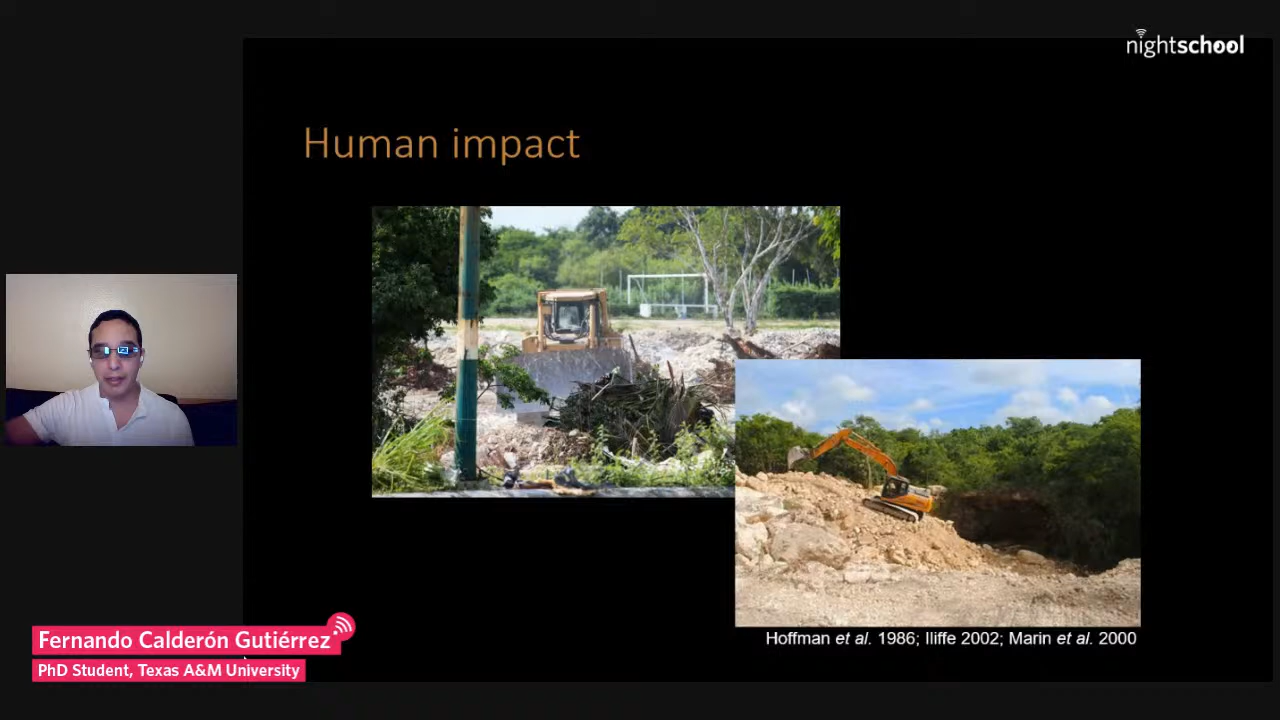 nightschool
Human impact
Hoffman et al. 1986; Iliffe 2002; Marin et al. 2000
Fernando Calderón Gutiérrez
PhD Student, Texas A&M University